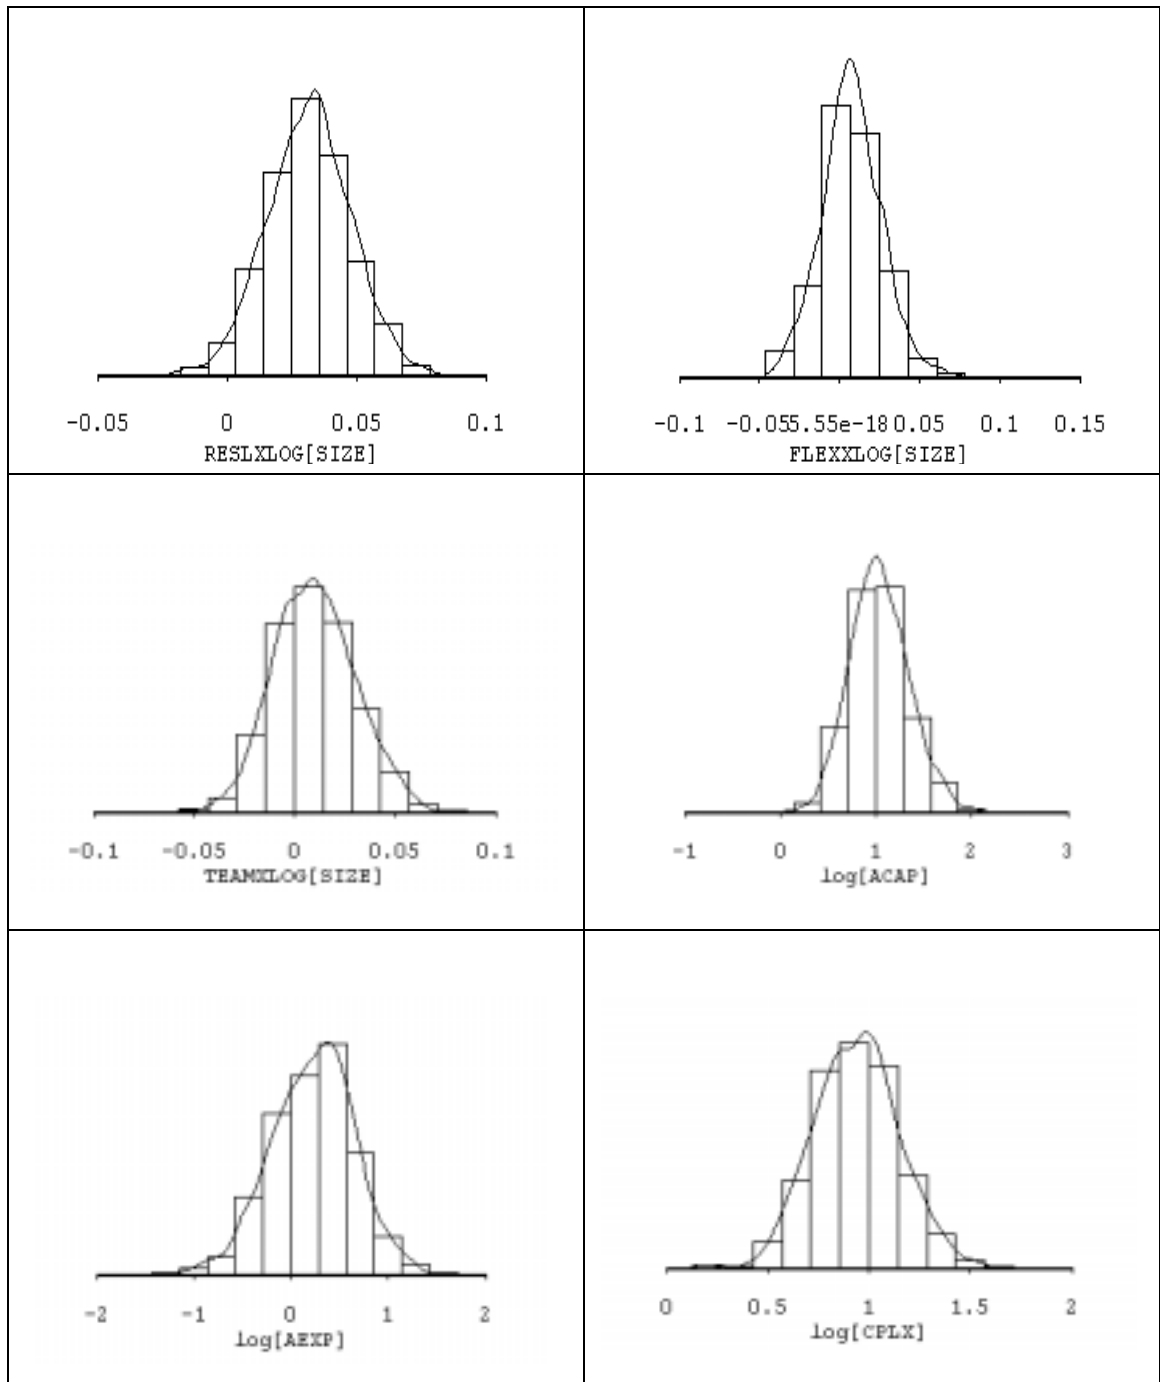 -0.05 0 0.05 0.1
RESLXLOG[SIZE]
-0.1 -0.055.55e-18 0.05 0.1 0.15
FLEXXLOG[SIZE]
-0.1 -0.05 0 0.05 0.1
TEAMXLOG[SIZE]
-1 0 1 2 3
log[ACAP]
-2 -1 0 1 2
log[AEXP]
0 0.5 1 1.5 2
log[CPLX]